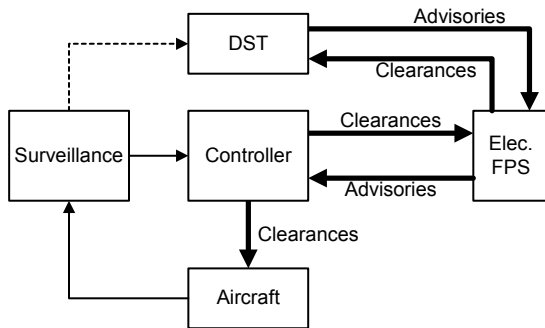 Advisories
DST
Clearances
Surveillance
Controller
Clearances
Elec.
FPS
Advisories
Clearances
Aircraft